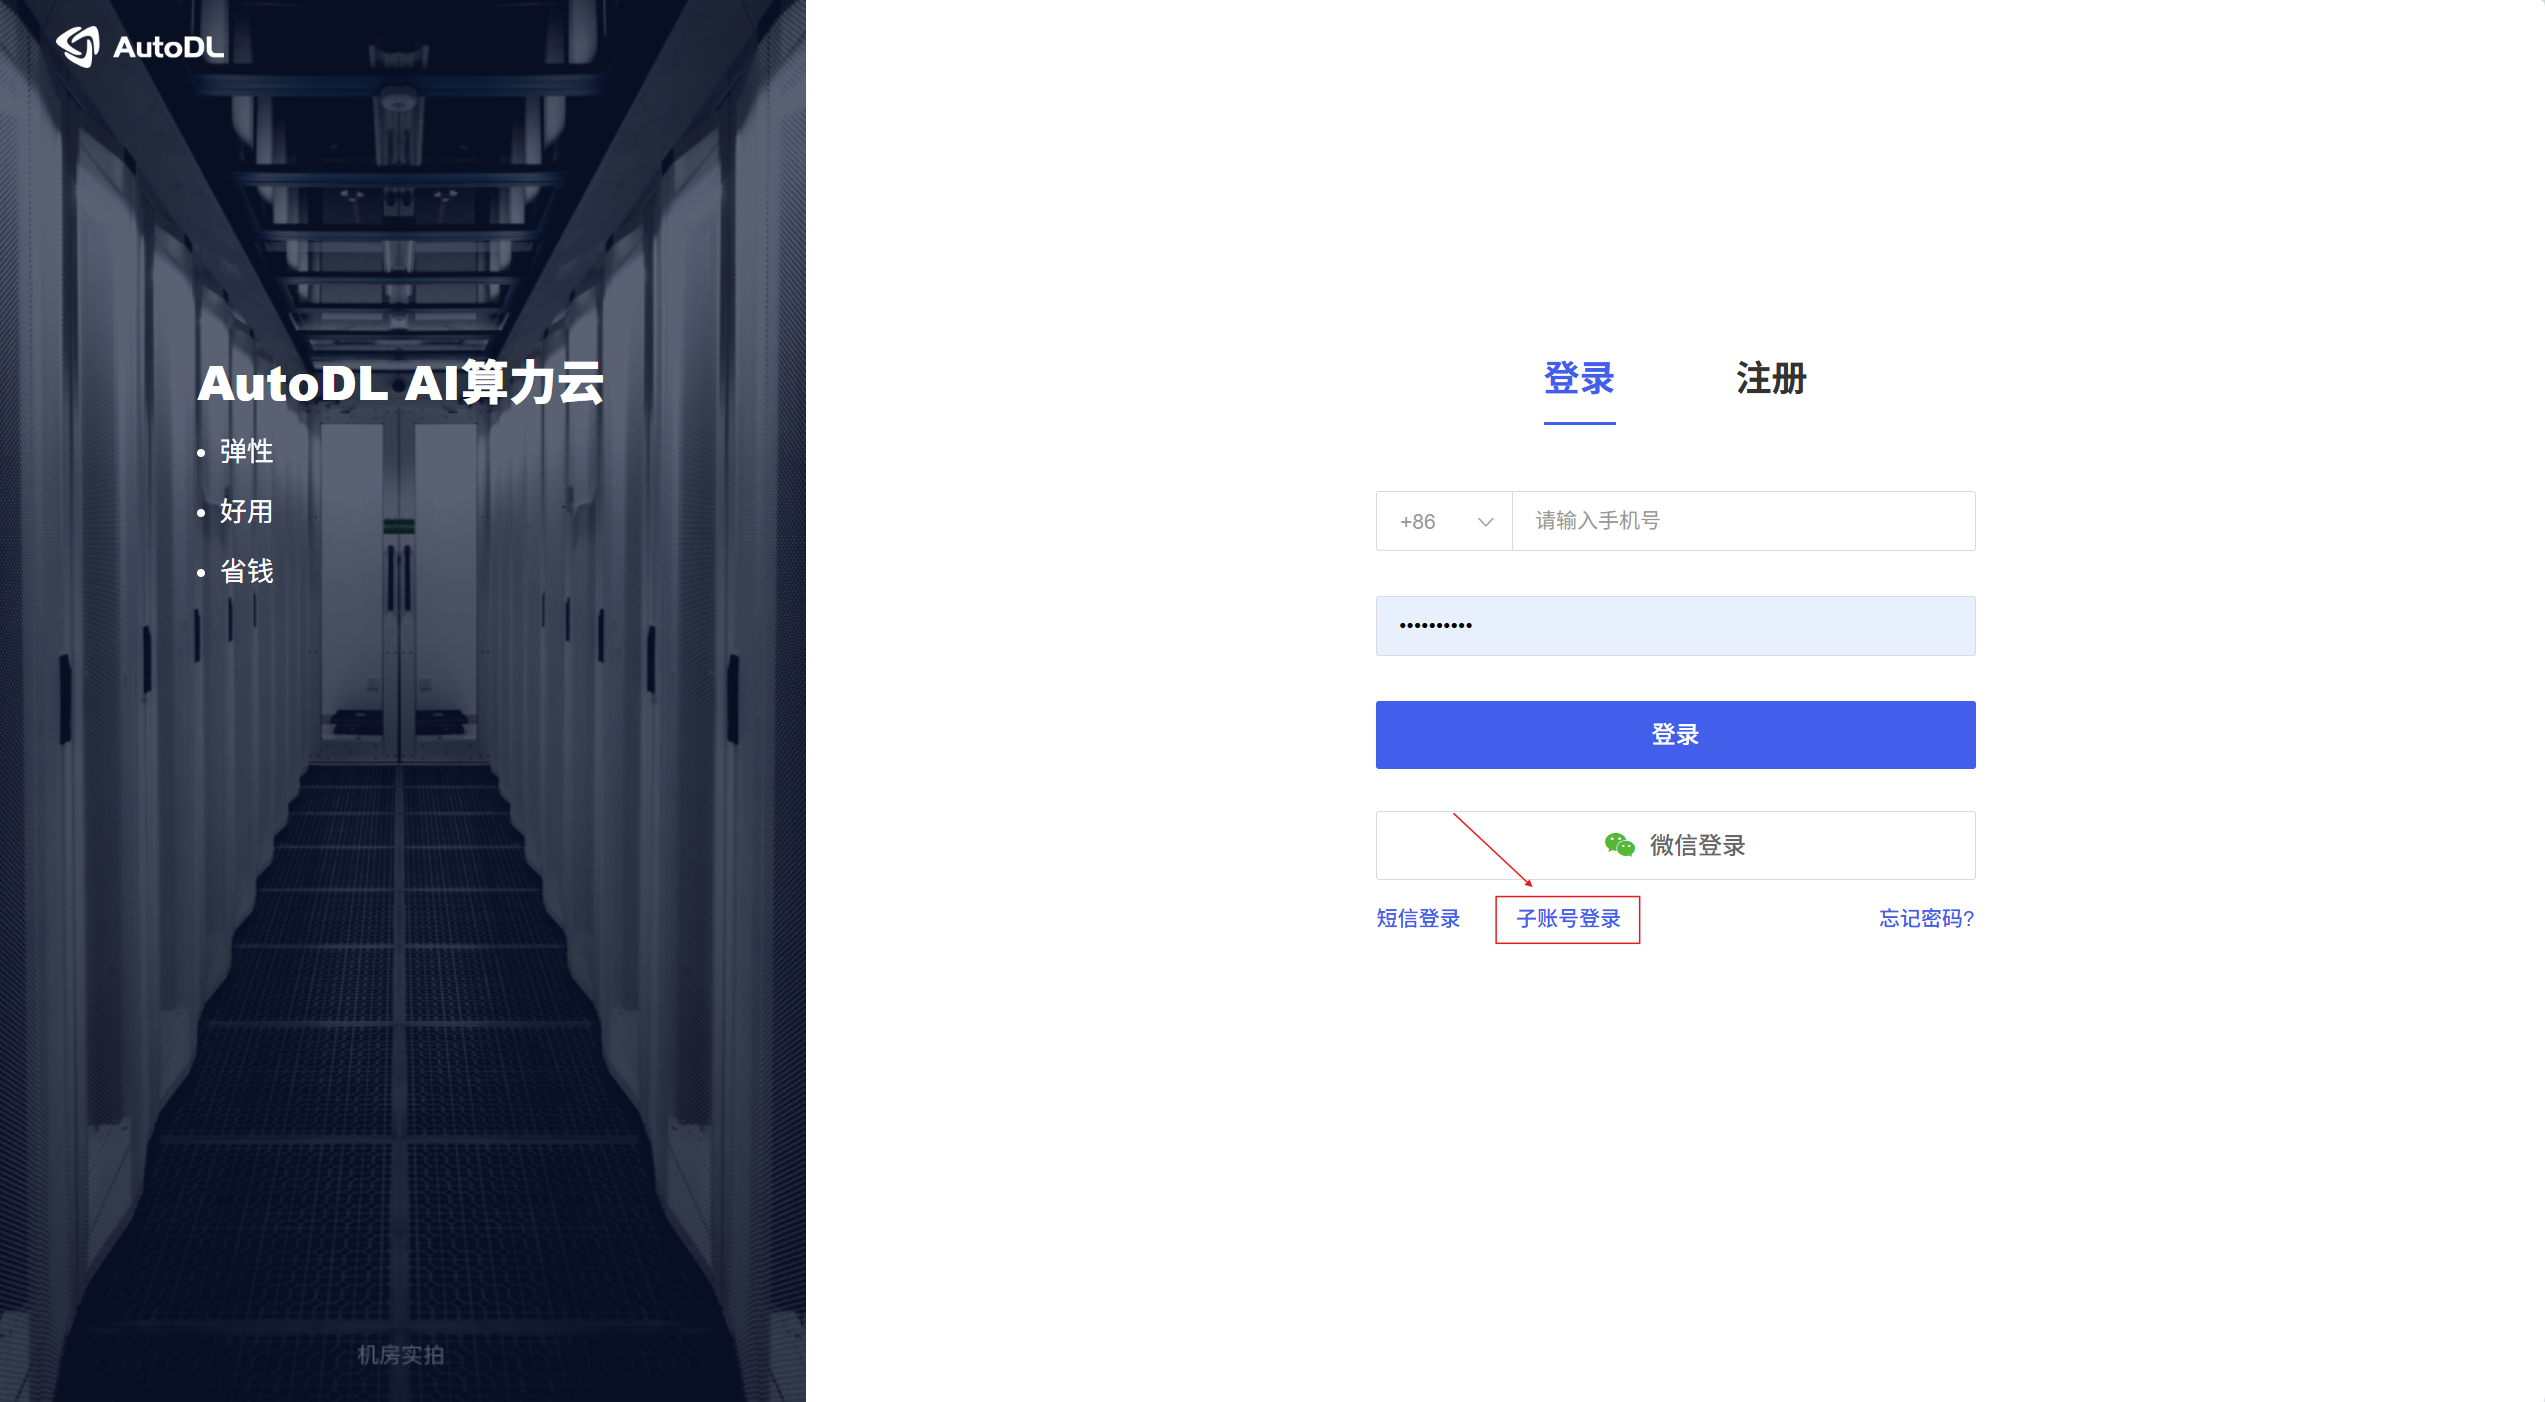 AutoDL
AutoDL AI算力云
弹性
好用
省钱
机房实拍
登录
注册
+86
请输入手机号
••••••••••
登录
微信登录
短信登录
子账号登录
忘记密码?